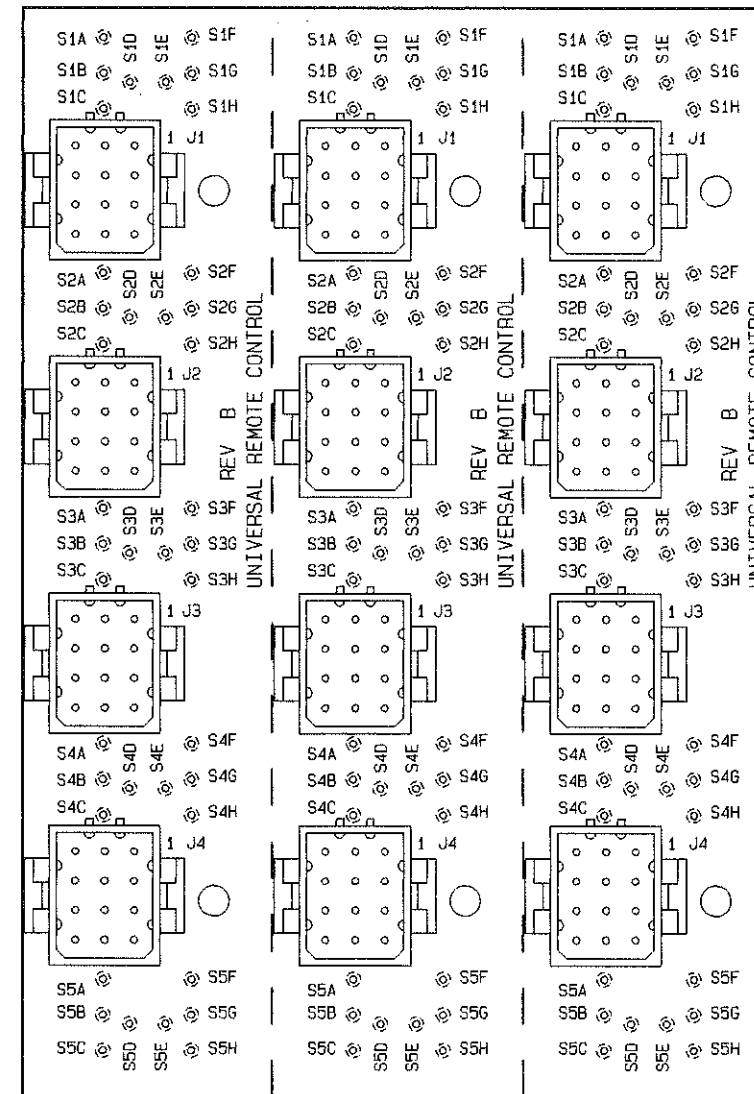 S1A S1D S1E S1F S1A S1D S1E S1F S1A S1D S1E S1F
S1B S1G S1B S1G S1B S1G
S1C S1H S1C S1H S1C S1H
1 J1 1 J1 1 J1
S2A S2D S2E S2F S2A S2D S2E S2F S2A S2D S2E S2F
S2B S2G S2B S2G S2B S2G
S2C S2H S2C S2H S2C S2H
1 J2 1 J2 1 J2
REV B REV B REV B
UNIVERSAL REMOTE CONTROL UNIVERSAL REMOTE CONTROL UNIVERSAL REMOTE CONTROL
S3A S3D S3E S3F S3A S3D S3E S3F S3A S3D S3E S3F
S3B S3G S3B S3G S3B S3G
S3C S3H S3C S3H S3C S3H
1 J3 1 J3 1 J3
S4A S4D S4E S4F S4A S4D S4E S4F S4A S4D S4E S4F
S4B S4G S4B S4G S4B S4G
S4C S4H S4C S4H S4C S4H
1 J4 1 J4 1 J4
S5A S5F S5A S5F S5A S5F
S5B S5G S5B S5G S5B S5G
S5C S5D S5E S5H S5C S5D S5E S5H S5C S5D S5E S5H